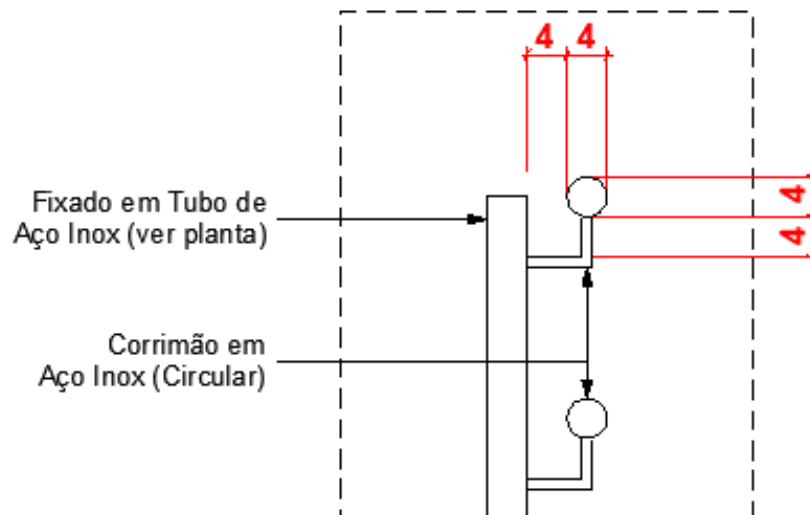 4 4
4
4
Fixado em Tubo de
Aço Inox (ver planta)
Corrimão em
Aço Inox (Circular)